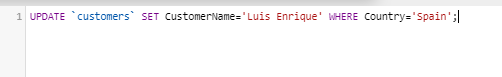 1 UPDATE `customers` SET CustomerName='Luis Enrique' WHERE Country='Spain';